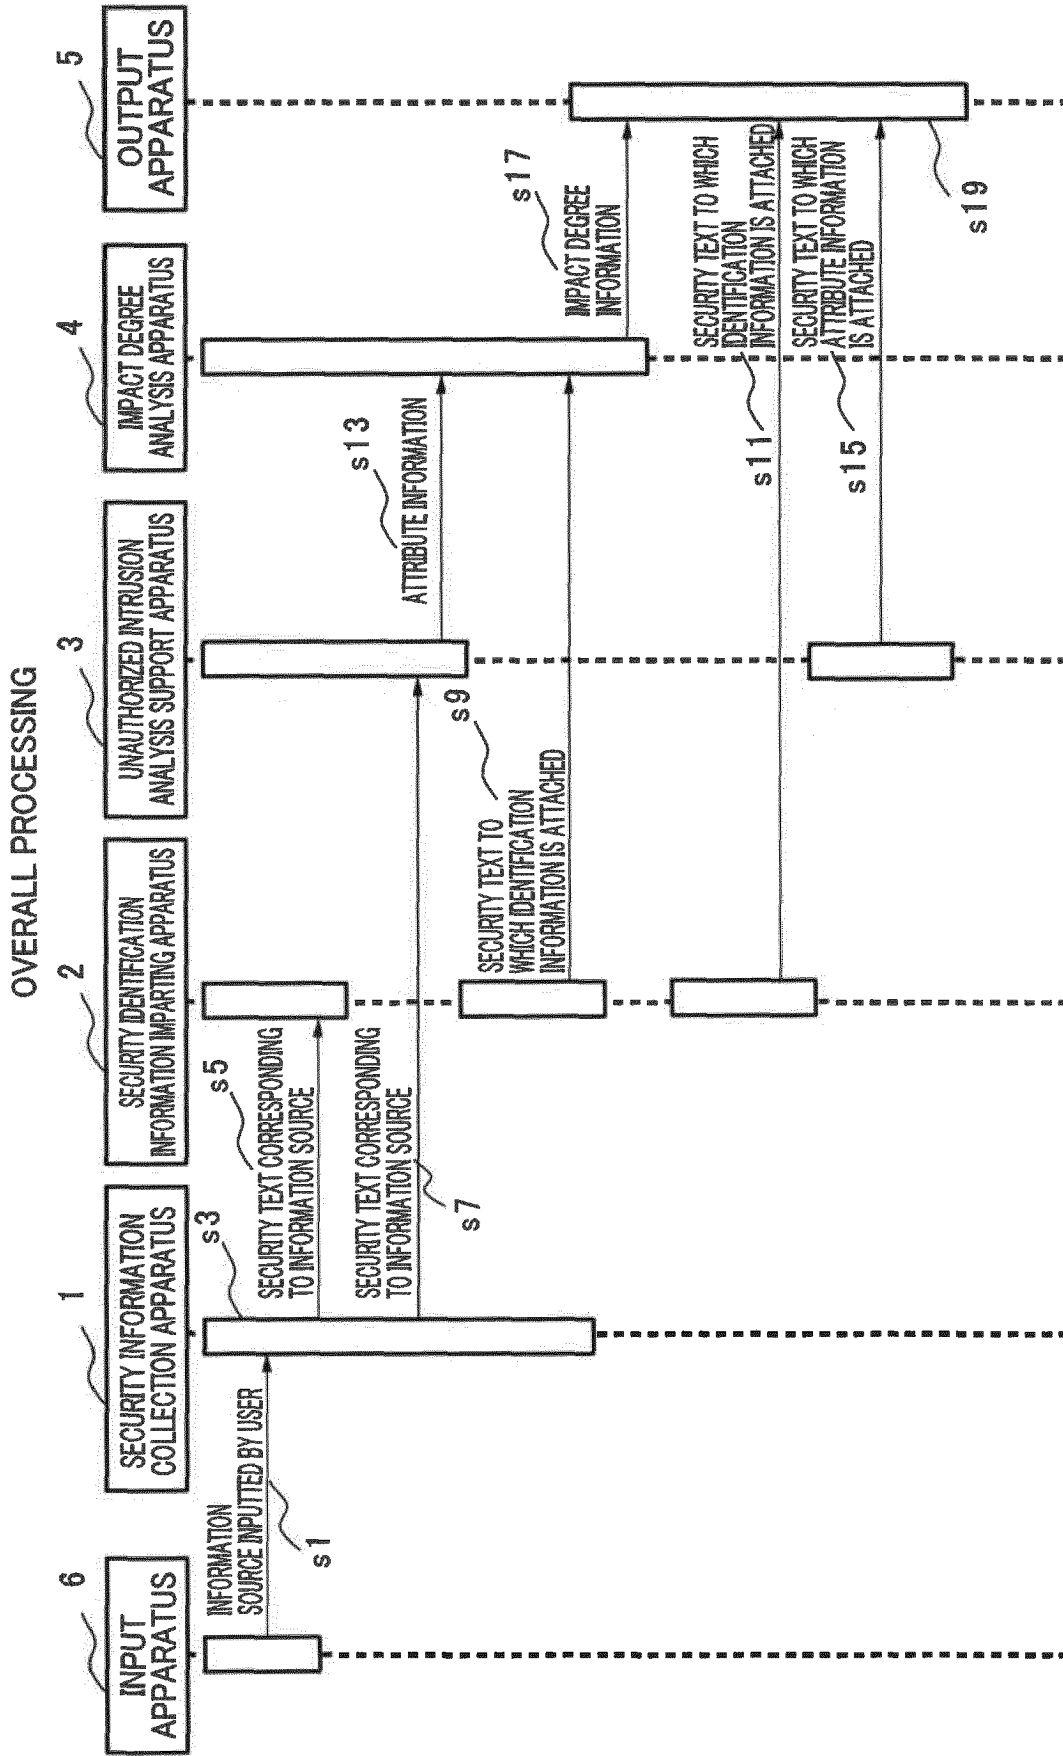 OVERALL PROCESSING
6
INPUT
APPARATUS
1
SECURITY INFORMATION
COLLECTION APPARATUS
2
SECURITY IDENTIFICATION
INFORMATION IMPARTING APPARATUS
3
UNAUTHORIZED INTRUSION
ANALYSIS SUPPORT APPARATUS
4
IMPACT DEGREE
ANALYSIS APPARATUS
5
OUTPUT
APPARATUS
INFORMATION
SOURCE INPUTTED BY USER
s1
s3
SECURITY TEXT CORRESPONDING
TO INFORMATION SOURCE
s5
SECURITY TEXT CORRESPONDING
TO INFORMATION SOURCE
s7
ATTRIBUTE INFORMATION
s13
SECURITY TEXT TO
WHICH IDENTIFICATION
INFORMATION IS ATTACHED
s9
IMPACT DEGREE
INFORMATION
s17
SECURITY TEXT TO WHICH
IDENTIFICATION
INFORMATION IS ATTACHED
s11
SECURITY TEXT TO WHICH
ATTRIBUTE INFORMATION
IS ATTACHED
s15
s19